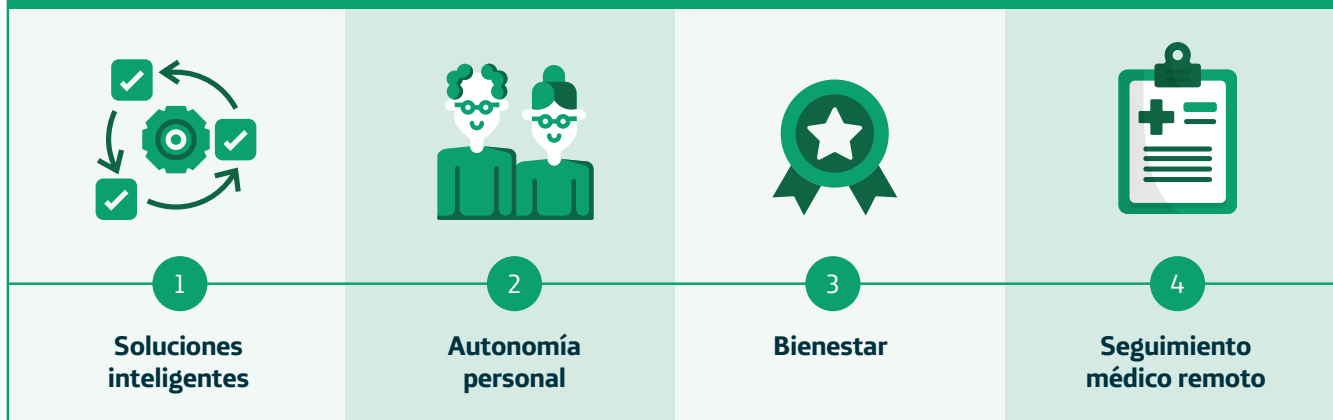 1
Soluciones
inteligentes
2
Autonomía
personal
3
Bienestar
4
Seguimiento
médico remoto